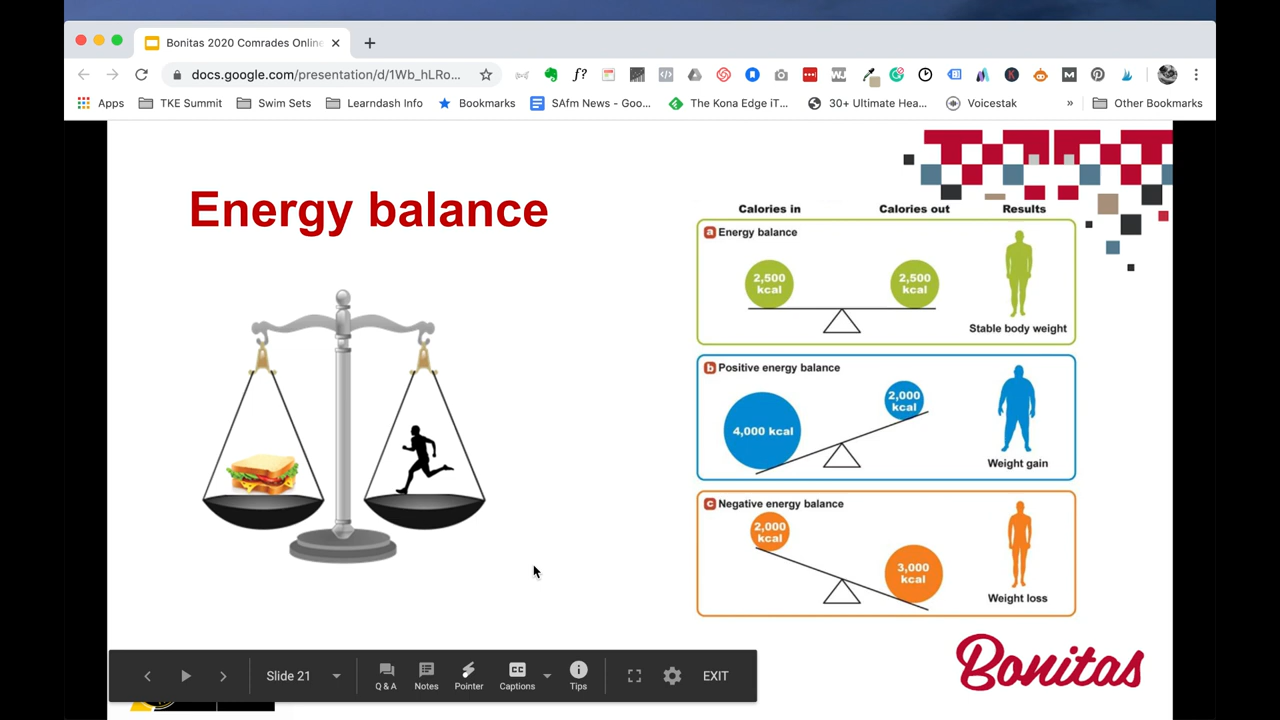 Bonitas 2020 Comrades Online
docs.google.com/presentation/d/1Wb_hLRo...
Apps
TKE Summit
Swim Sets
Learndash Info
Bookmarks
SAfm News - Goo...
The Kona Edge iT...
30+ Ultimate Hea...
Voicestak
»
Other Bookmarks
Energy balance
Calories in
Calories out
Results
a Energy balance
2,500
kcal
2,500
kcal
Stable body weight
b Positive energy balance
4,000 kcal
2,000
kcal
Weight gain
c Negative energy balance
2,000
kcal
3,000
kcal
Weight loss
Bonitas
Slide 21
Q & A
Notes
Pointer
Captions
Tips
EXIT